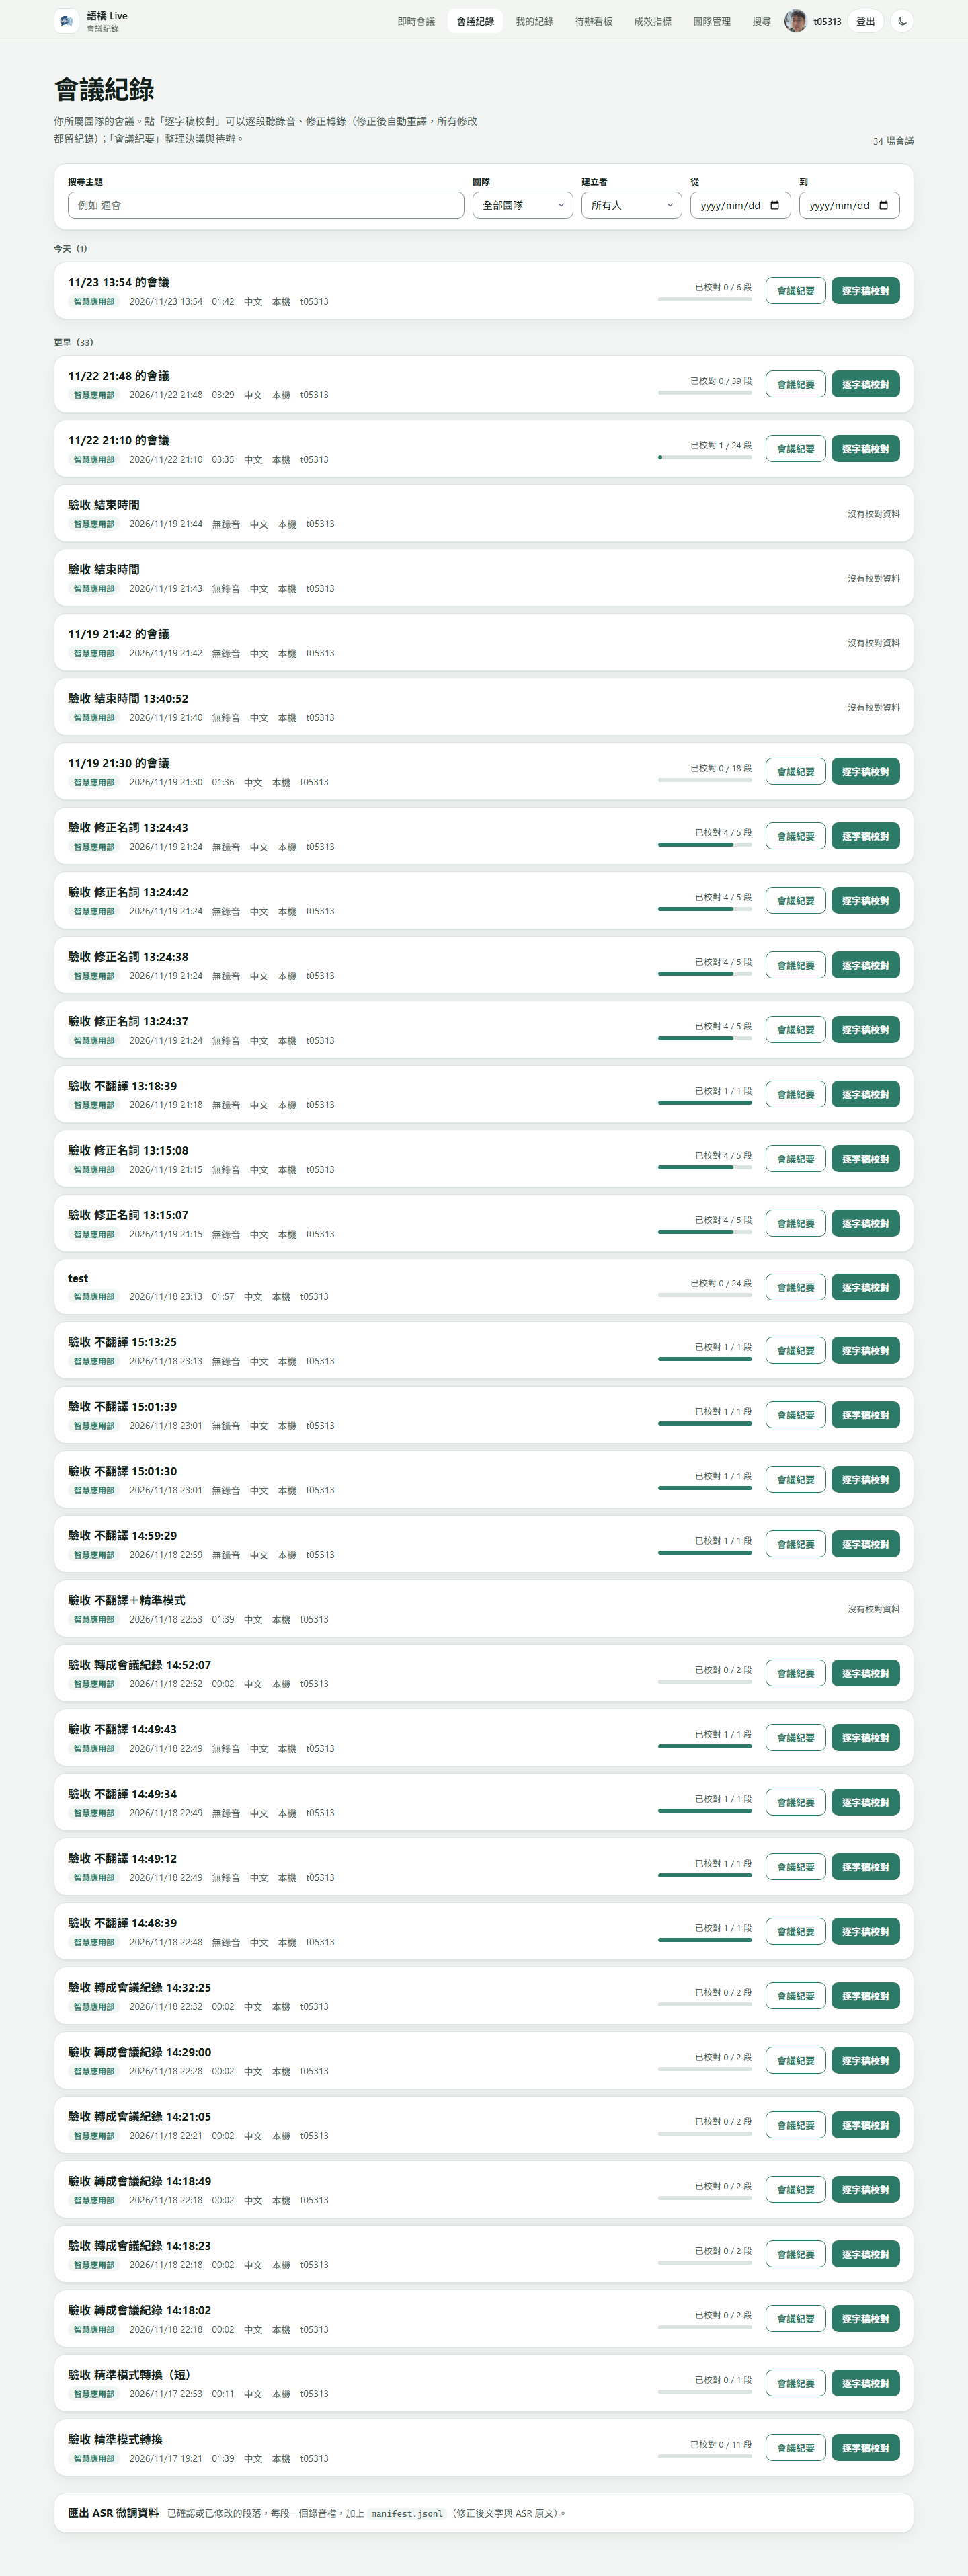 語橋 Live
會議紀錄
即時會議 會議紀錄 我的紀錄 待辦看板 成效指標 團隊管理 搜尋 t05313 登出
會議紀錄
你所屬團隊的會議。點「逐字稿校對」可以逐段聽錄音、修正轉錄（修正後自動重譯，所有修改
都留紀錄）；「會議紀要」整理決議與待辦。
34 場會議
搜尋主題 團隊 建立者 從 到
例如 週會 全部團隊 所有人 yyyy/mm/dd yyyy/mm/dd
今天（1）
11/23 13:54 的會議
智慧應用部 2026/11/23 13:54 01:42 中文 本機 t05313
已校對 0 / 6 段 會議紀要 逐字稿校對
更早（33）
11/22 21:48 的會議
智慧應用部 2026/11/22 21:48 03:29 中文 本機 t05313
已校對 0 / 39 段 會議紀要 逐字稿校對
11/22 21:10 的會議
智慧應用部 2026/11/22 21:10 03:35 中文 本機 t05313
已校對 1 / 24 段 會議紀要 逐字稿校對
驗收 結束時間
智慧應用部 2026/11/19 21:44 無錄音 中文 本機 t05313
沒有校對資料
驗收 結束時間
智慧應用部 2026/11/19 21:43 無錄音 中文 本機 t05313
沒有校對資料
11/19 21:42 的會議
智慧應用部 2026/11/19 21:42 無錄音 中文 本機 t05313
沒有校對資料
驗收 結束時間 13:40:52
智慧應用部 2026/11/19 21:40 無錄音 中文 本機 t05313
沒有校對資料
11/19 21:30 的會議
智慧應用部 2026/11/19 21:30 01:36 中文 本機 t05313
已校對 0 / 18 段 會議紀要 逐字稿校對
驗收 修正名詞 13:24:43
智慧應用部 2026/11/19 21:24 無錄音 中文 本機 t05313
已校對 4 / 5 段 會議紀要 逐字稿校對
驗收 修正名詞 13:24:42
智慧應用部 2026/11/19 21:24 無錄音 中文 本機 t05313
已校對 4 / 5 段 會議紀要 逐字稿校對
驗收 修正名詞 13:24:38
智慧應用部 2026/11/19 21:24 無錄音 中文 本機 t05313
已校對 4 / 5 段 會議紀要 逐字稿校對
驗收 修正名詞 13:24:37
智慧應用部 2026/11/19 21:24 無錄音 中文 本機 t05313
已校對 4 / 5 段 會議紀要 逐字稿校對
驗收 不翻譯 13:18:39
智慧應用部 2026/11/19 21:18 無錄音 中文 本機 t05313
已校對 1 / 1 段 會議紀要 逐字稿校對
驗收 修正名詞 13:15:08
智慧應用部 2026/11/19 21:15 無錄音 中文 本機 t05313
已校對 4 / 5 段 會議紀要 逐字稿校對
驗收 修正名詞 13:15:07
智慧應用部 2026/11/19 21:15 無錄音 中文 本機 t05313
已校對 4 / 5 段 會議紀要 逐字稿校對
test
智慧應用部 2026/11/18 23:13 01:57 中文 本機 t05313
已校對 0 / 24 段 會議紀要 逐字稿校對
驗收 不翻譯 15:13:25
智慧應用部 2026/11/18 23:13 無錄音 中文 本機 t05313
已校對 1 / 1 段 會議紀要 逐字稿校對
驗收 不翻譯 15:01:39
智慧應用部 2026/11/18 23:01 無錄音 中文 本機 t05313
已校對 1 / 1 段 會議紀要 逐字稿校對
驗收 不翻譯 15:01:30
智慧應用部 2026/11/18 23:01 無錄音 中文 本機 t05313
已校對 1 / 1 段 會議紀要 逐字稿校對
驗收 不翻譯 14:59:29
智慧應用部 2026/11/18 22:59 無錄音 中文 本機 t05313
已校對 1 / 1 段 會議紀要 逐字稿校對
驗收 不翻譯＋精準模式
智慧應用部 2026/11/18 22:53 01:39 中文 本機 t05313
沒有校對資料
驗收 轉成會議紀錄 14:52:07
智慧應用部 2026/11/18 22:52 00:02 中文 本機 t05313
已校對 0 / 2 段 會議紀要 逐字稿校對
驗收 不翻譯 14:49:43
智慧應用部 2026/11/18 22:49 無錄音 中文 本機 t05313
已校對 1 / 1 段 會議紀要 逐字稿校對
驗收 不翻譯 14:49:34
智慧應用部 2026/11/18 22:49 無錄音 中文 本機 t05313
已校對 1 / 1 段 會議紀要 逐字稿校對
驗收 不翻譯 14:49:12
智慧應用部 2026/11/18 22:49 無錄音 中文 本機 t05313
已校對 1 / 1 段 會議紀要 逐字稿校對
驗收 不翻譯 14:48:39
智慧應用部 2026/11/18 22:48 無錄音 中文 本機 t05313
已校對 1 / 1 段 會議紀要 逐字稿校對
驗收 轉成會議紀錄 14:32:25
智慧應用部 2026/11/18 22:32 00:02 中文 本機 t05313
已校對 0 / 2 段 會議紀要 逐字稿校對
驗收 轉成會議紀錄 14:29:00
智慧應用部 2026/11/18 22:28 00:02 中文 本機 t05313
已校對 0 / 2 段 會議紀要 逐字稿校對
驗收 轉成會議紀錄 14:21:05
智慧應用部 2026/11/18 22:21 00:02 中文 本機 t05313
已校對 0 / 2 段 會議紀要 逐字稿校對
驗收 轉成會議紀錄 14:18:49
智慧應用部 2026/11/18 22:18 00:02 中文 本機 t05313
已校對 0 / 2 段 會議紀要 逐字稿校對
驗收 轉成會議紀錄 14:18:23
智慧應用部 2026/11/18 22:18 00:02 中文 本機 t05313
已校對 0 / 2 段 會議紀要 逐字稿校對
驗收 轉成會議紀錄 14:18:02
智慧應用部 2026/11/18 22:18 00:02 中文 本機 t05313
已校對 0 / 2 段 會議紀要 逐字稿校對
驗收 精準模式轉換（短）
智慧應用部 2026/11/17 22:53 00:11 中文 本機 t05313
已校對 0 / 1 段 會議紀要 逐字稿校對
驗收 精準模式轉換
智慧應用部 2026/11/17 19:21 01:39 中文 本機 t05313
已校對 0 / 11 段 會議紀要 逐字稿校對
匯出 ASR 微調資料 已確認或已修改的段落，每段一個錄音檔，加上 manifest.jsonl（修正後文字與 ASR 原文）。